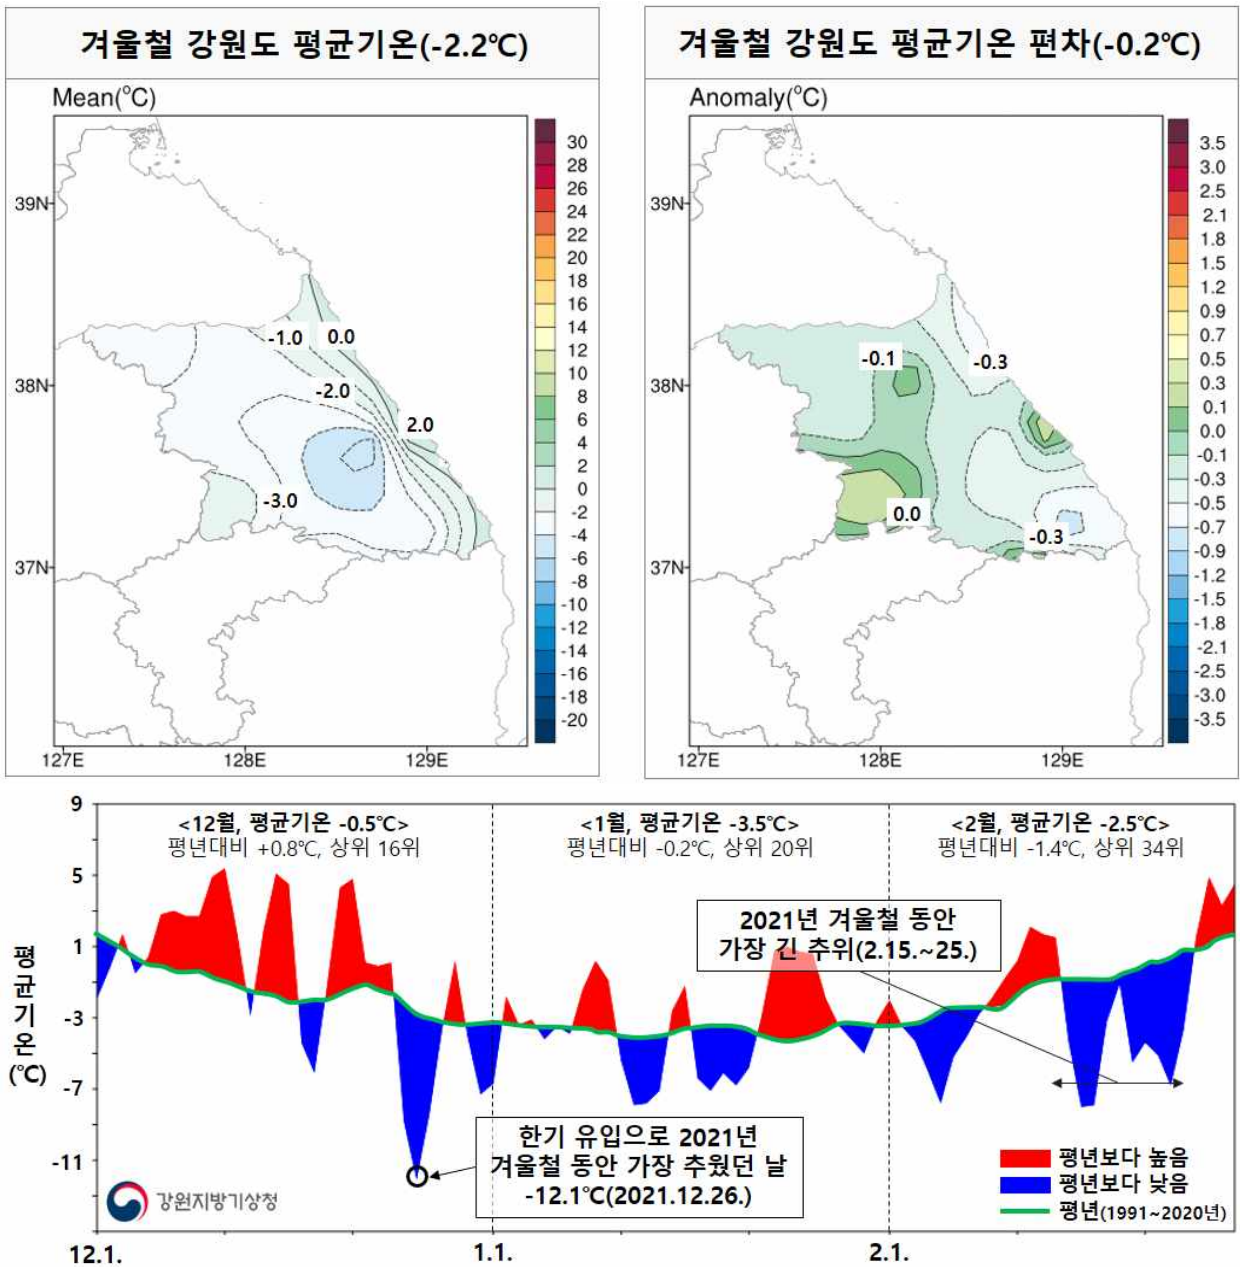 겨울철 강원도 평균기온(-2.2℃)
Mean(°C)
39N
38N
37N
127E
128E
129E
-1.0
0.0
-2.0
2.0
-3.0
30
28
26
24
22
20
18
16
14
12
10
8
6
4
2
0
-2
-4
-6
-8
-10
-12
-14
-16
-18
-20
겨울철 강원도 평균기온 편차(-0.2℃)
Anomaly(°C)
39N
38N
37N
127E
128E
129E
-0.1
-0.3
0.0
-0.3
3.5
3.0
2.5
2.1
1.8
1.5
1.2
0.9
0.7
0.5
0.3
0.1
0.0
-0.1
-0.3
-0.5
-0.7
-0.9
-1.2
-1.5
-1.8
-2.1
-2.5
-3.0
-3.5
평균기온(℃)
9
5
1
-3
-7
-11
<12월, 평균기온 -0.5℃>
평년대비 +0.8℃, 상위 16위
<1월, 평균기온 -3.5℃>
평년대비 -0.2℃, 상위 20위
<2월, 평균기온 -2.5℃>
평년대비 -1.4℃, 상위 34위
2021년 겨울철 동안
가장 긴 추위(2.15.~25.)
한기 유입으로 2021년
겨울철 동안 가장 추웠던 날
-12.1℃(2021.12.26.)
평년보다 높음
평년보다 낮음
평년(1991~2020년)
강원지방기상청
12.1.
1.1.
2.1.